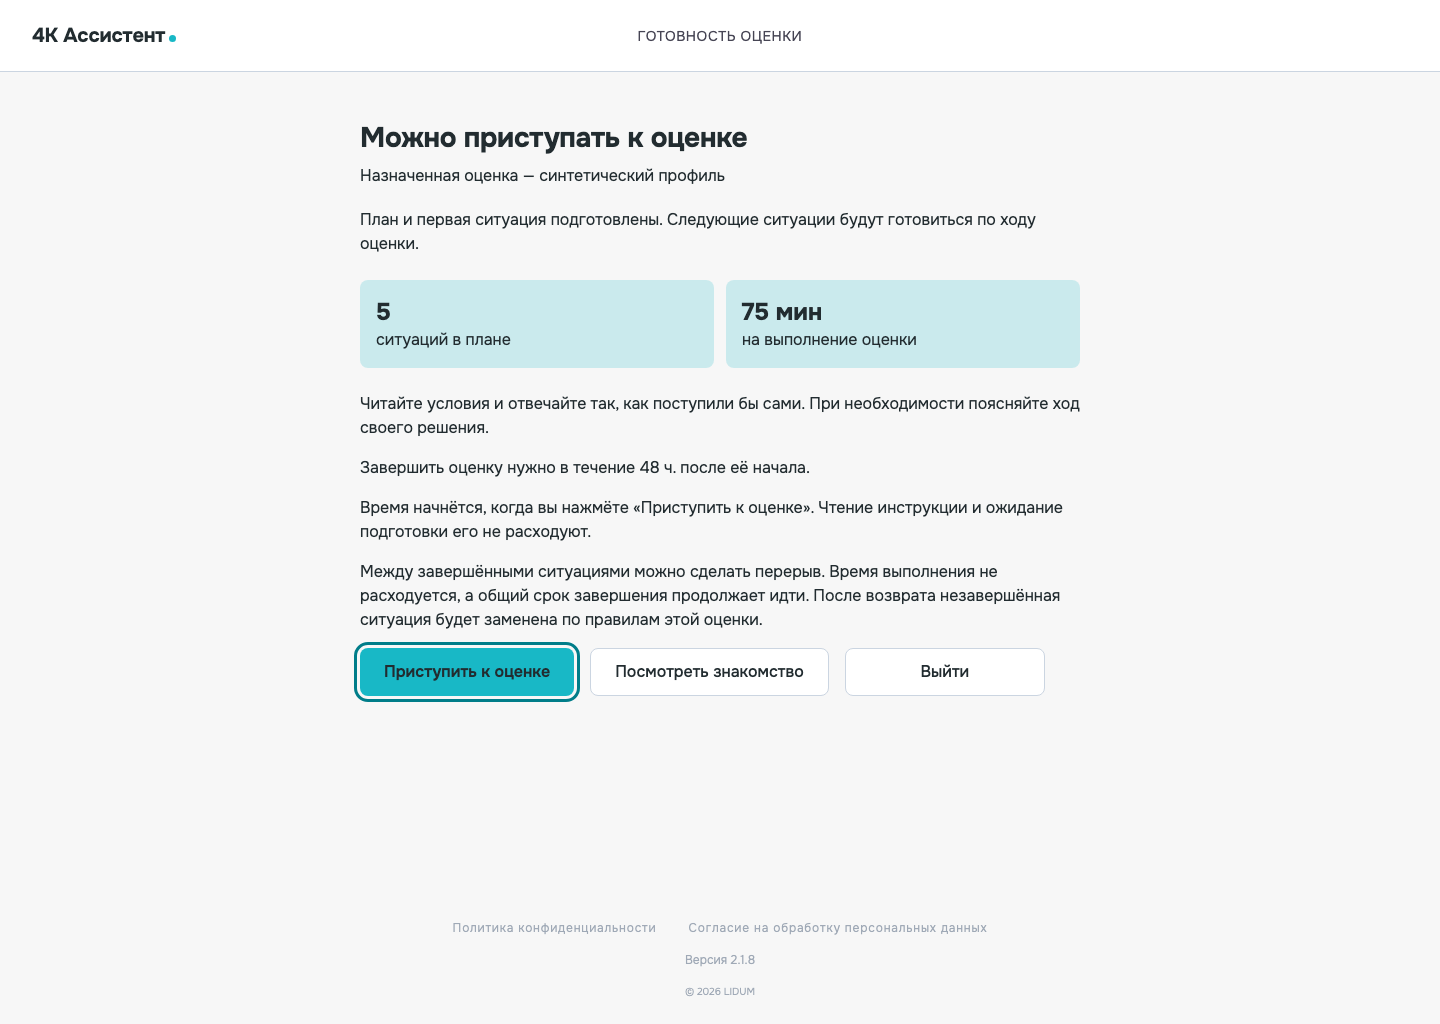 4K Ассистент
ГОТОВНОСТЬ ОЦЕНКИ
Можно приступать к оценке
Назначенная оценка — синтетический профиль
План и первая ситуация подготовлены. Следующие ситуации будут готовиться по ходу
оценки.
5
ситуаций в плане
75 мин
на выполнение оценки
Читайте условия и отвечайте так, как поступили бы сами. При необходимости поясняйте ход
своего решения.
Завершить оценку нужно в течение 48 ч. после её начала.
Время начнётся, когда вы нажмёте «Приступить к оценке». Чтение инструкции и ожидание
подготовки его не расходуют.
Между завершёнными ситуациями можно сделать перерыв. Время выполнения не
расходуется, а общий срок завершения продолжает идти. После возврата незавершённая
ситуация будет заменена по правилам этой оценки.
Приступить к оценке
Посмотреть знакомство
Выйти
Политика конфиденциальности
Согласие на обработку персональных данных
Версия 2.1.8
© 2026 LIDUM